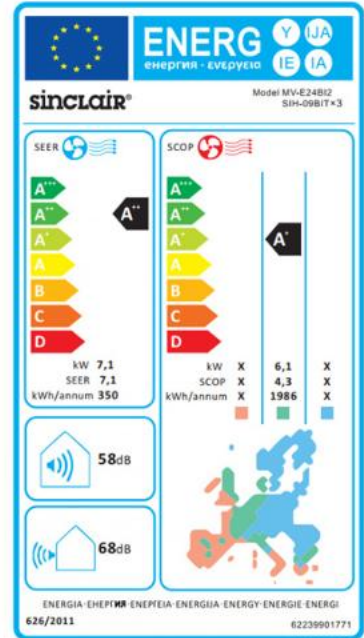 ENERG Y IJA
енергия · ενεργεια IE IA
sinclair®
Model MV-E24BI2
SIH-09BIT×3
SEER
SCOP
A+++
A++
A+
A
B
C
D
A++
A+++
A++
A+
A
B
C
D
A+
kW 7,1
SEER 7,1
kWh/annum 350
kW X 6,1 X
SCOP X 4,3 X
kWh/annum X 1986 X
58dB
68dB
ENERGIA·ЕНЕРГИЯ·ΕΝΕΡΓΕΙΑ·ENERGIJA·ENERGY·ENERGIE·ENERGI
626/2011
62239901771